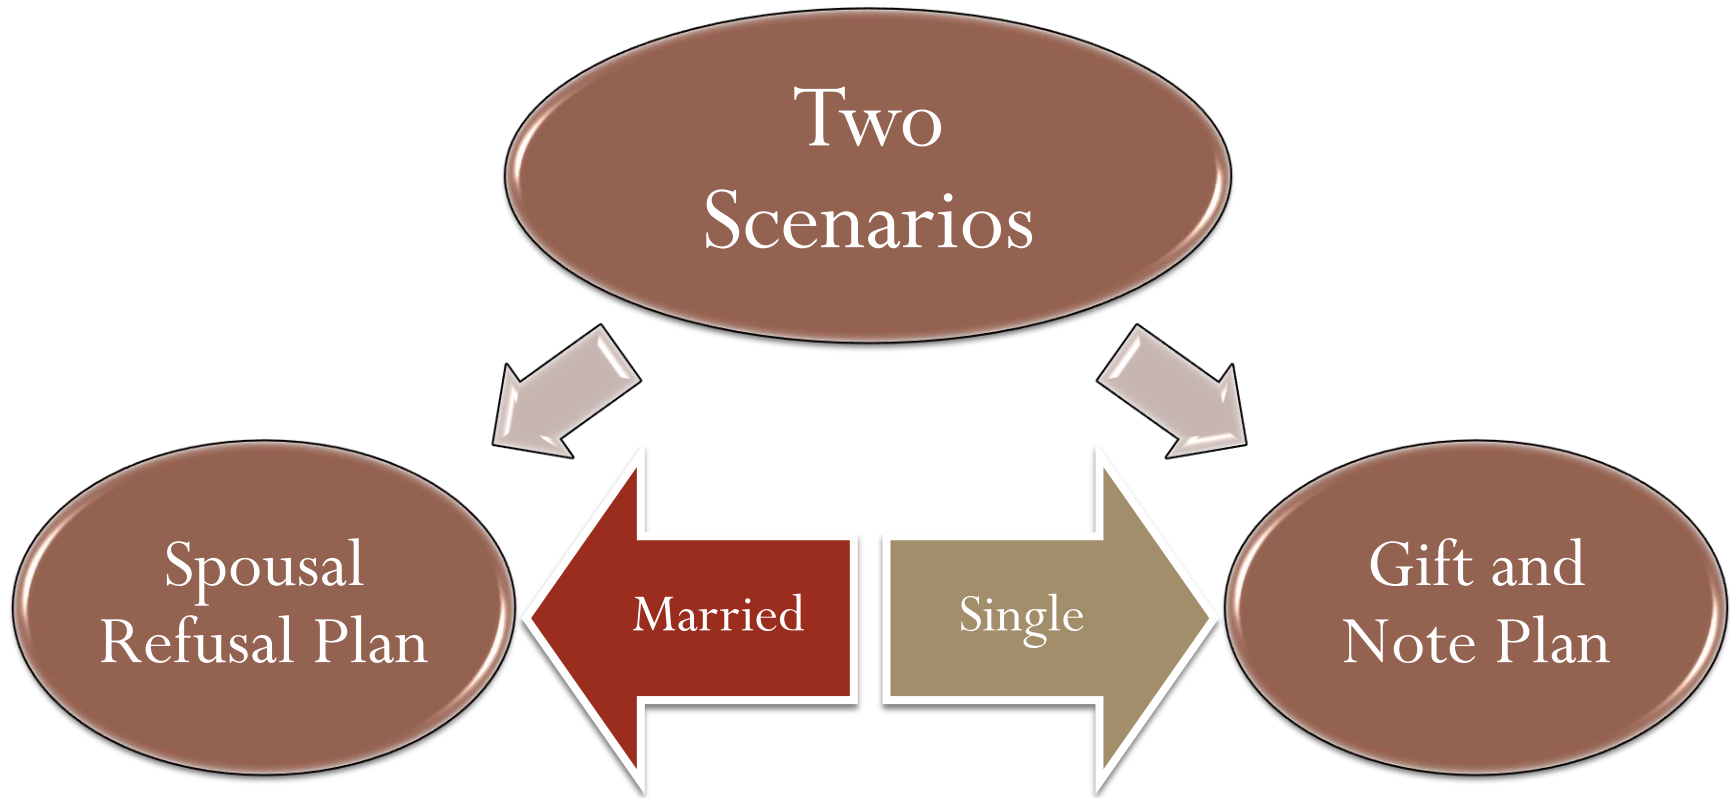 Two
Scenarios
Spousal
Refusal Plan
Married
Single
Gift and
Note Plan